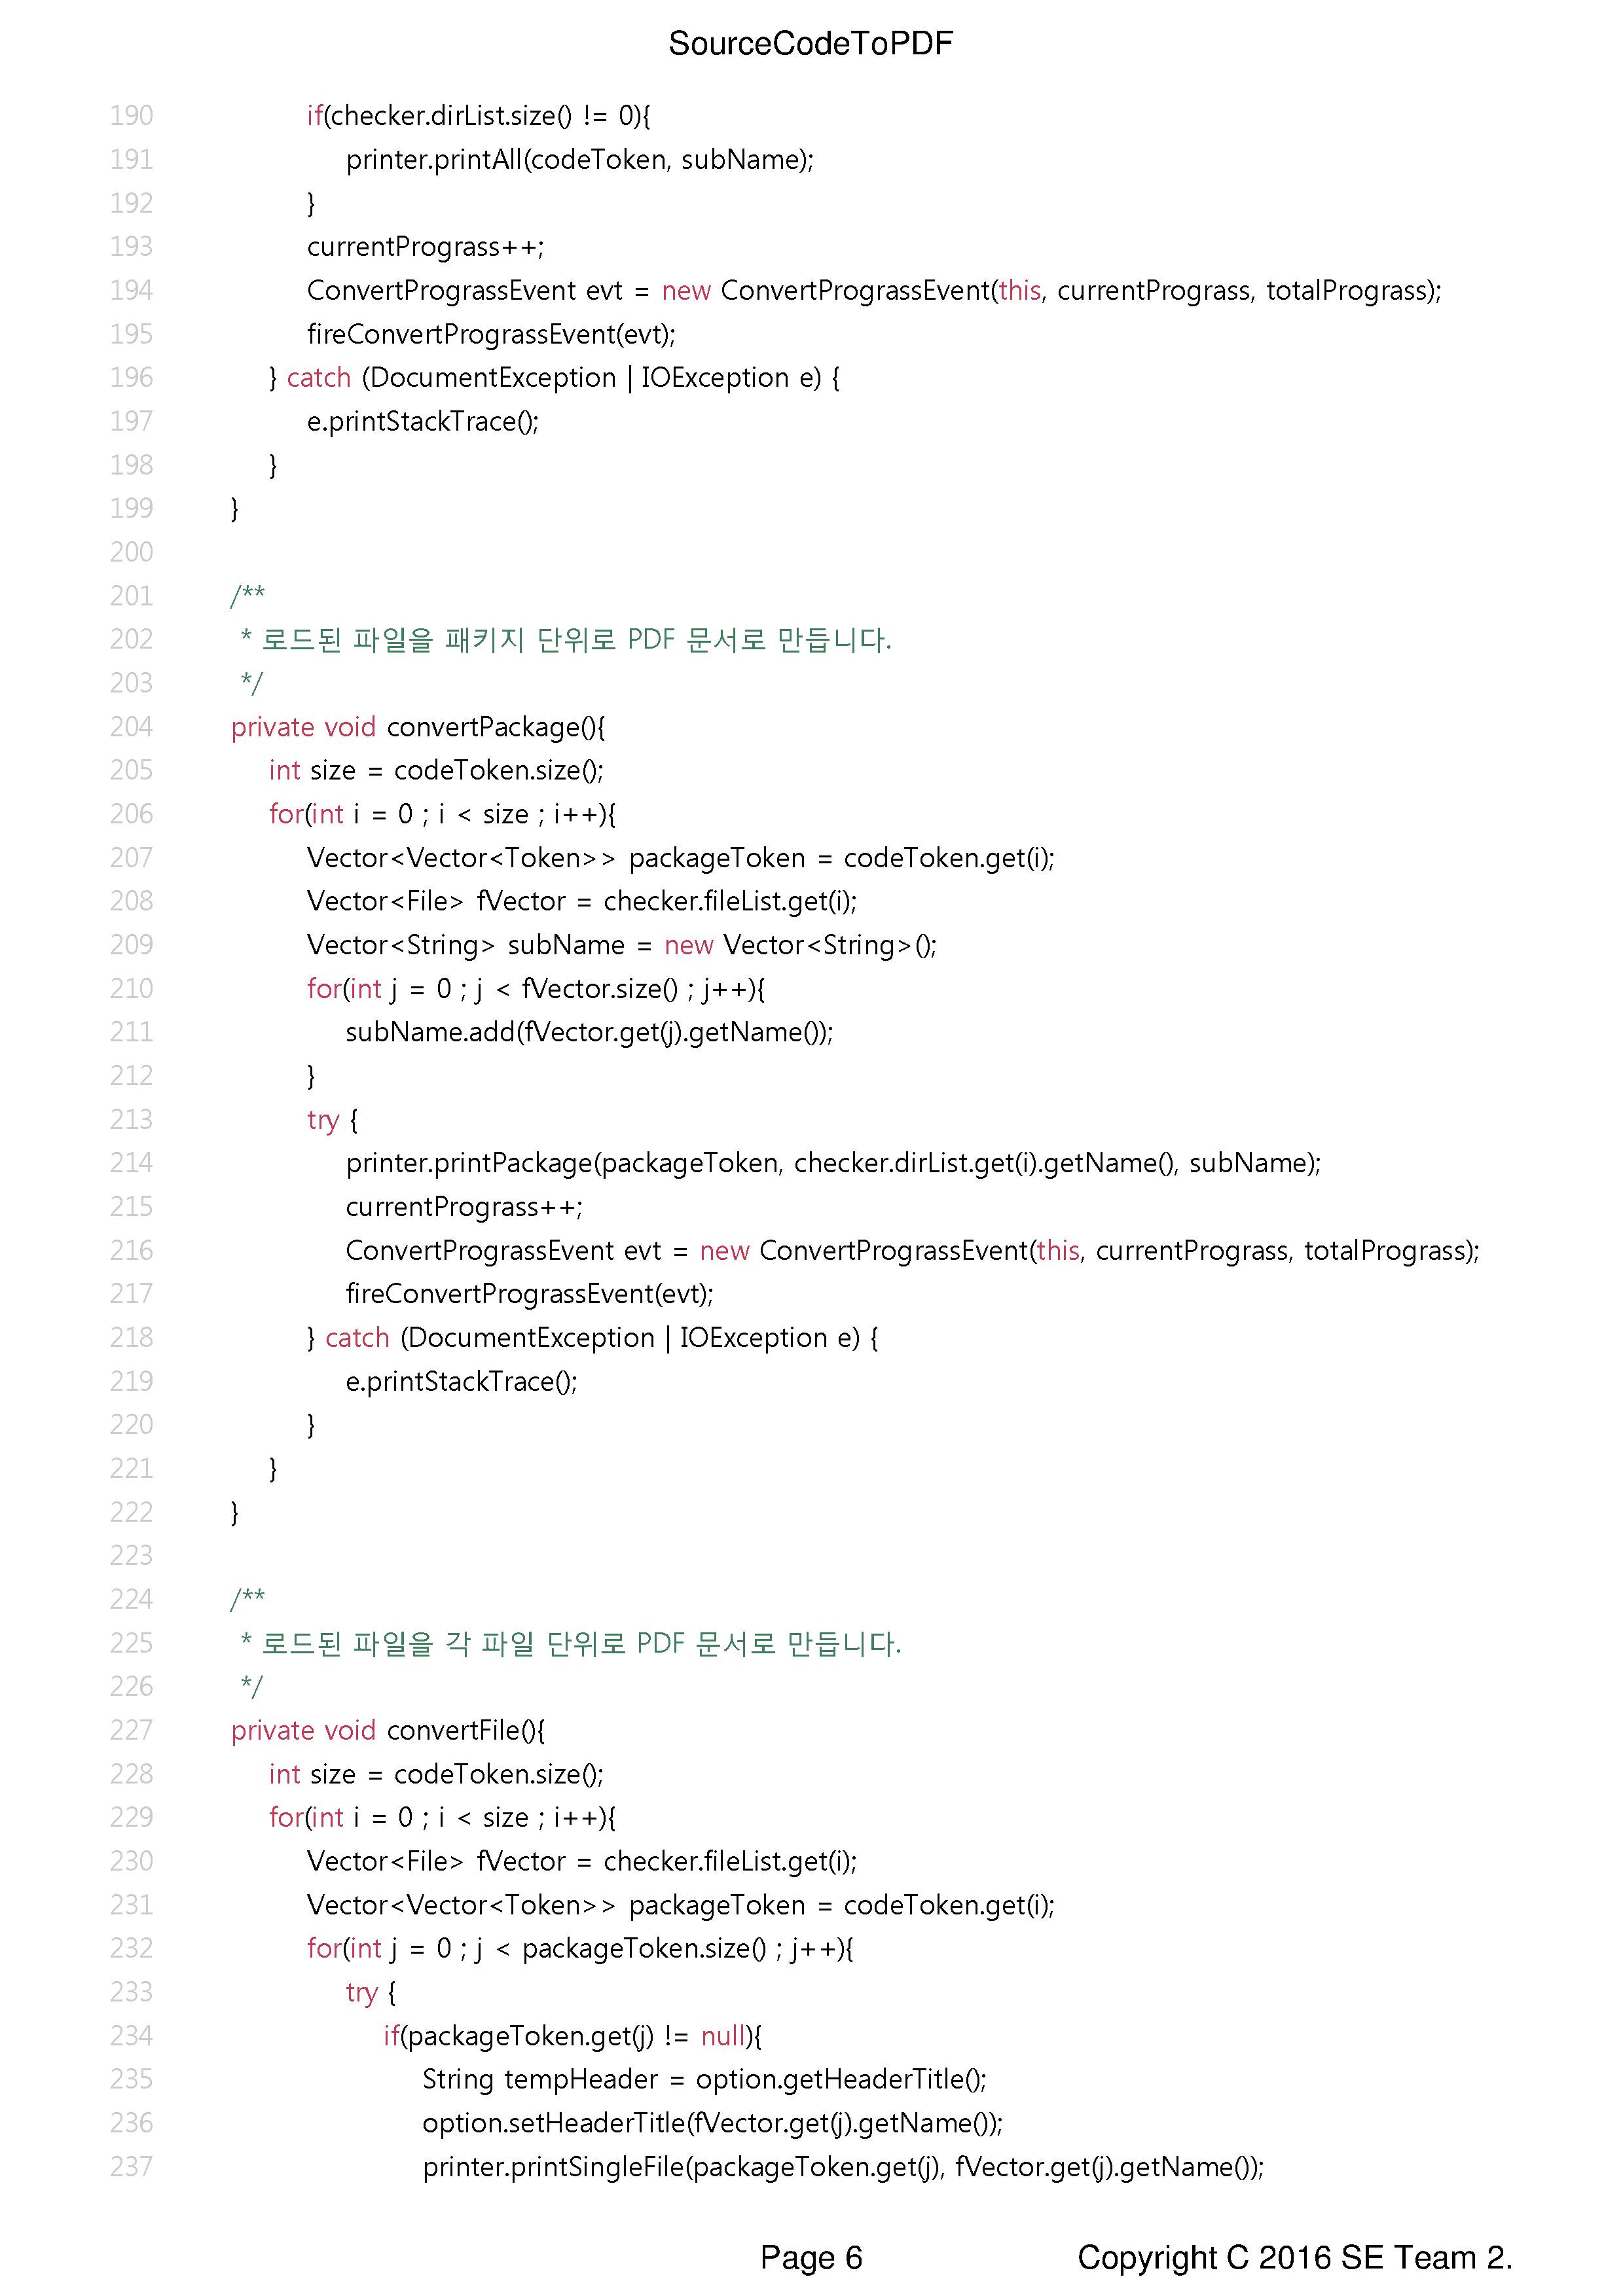 SourceCodeToPDF
190 if(checker.dirList.size() != 0){
191 printer.printAll(codeToken, subName);
192 }
193 currentPrograss++;
194 ConvertPrograssEvent evt = new ConvertPrograssEvent(this, currentPrograss, totalPrograss);
195 fireConvertPrograssEvent(evt);
196 } catch (DocumentException | IOException e) {
197 e.printStackTrace();
198 }
199 }
200
201 /**
202 * 로드된 파일을 패키지 단위로 PDF 문서로 만듭니다.
203 */
204 private void convertPackage(){
205 int size = codeToken.size();
206 for(int i = 0 ; i < size ; i++){
207 Vector<Vector<Token>> packageToken = codeToken.get(i);
208 Vector<File> fVector = checker.fileList.get(i);
209 Vector<String> subName = new Vector<String>();
210 for(int j = 0 ; j < fVector.size() ; j++){
211 subName.add(fVector.get(j).getName());
212 }
213 try {
214 printer.printPackage(packageToken, checker.dirList.get(i).getName(), subName);
215 currentPrograss++;
216 ConvertPrograssEvent evt = new ConvertPrograssEvent(this, currentPrograss, totalPrograss);
217 fireConvertPrograssEvent(evt);
218 } catch (DocumentException | IOException e) {
219 e.printStackTrace();
220 }
221 }
222 }
223
224 /**
225 * 로드된 파일을 각 파일 단위로 PDF 문서로 만듭니다.
226 */
227 private void convertFile(){
228 int size = codeToken.size();
229 for(int i = 0 ; i < size ; i++){
230 Vector<File> fVector = checker.fileList.get(i);
231 Vector<Vector<Token>> packageToken = codeToken.get(i);
232 for(int j = 0 ; j < packageToken.size() ; j++){
233 try {
234 if(packageToken.get(j) != null){
235 String tempHeader = option.getHeaderTitle();
236 option.setHeaderTitle(fVector.get(j).getName());
237 printer.printSingleFile(packageToken.get(j), fVector.get(j).getName());
Page 6 Copyright C 2016 SE Team 2.